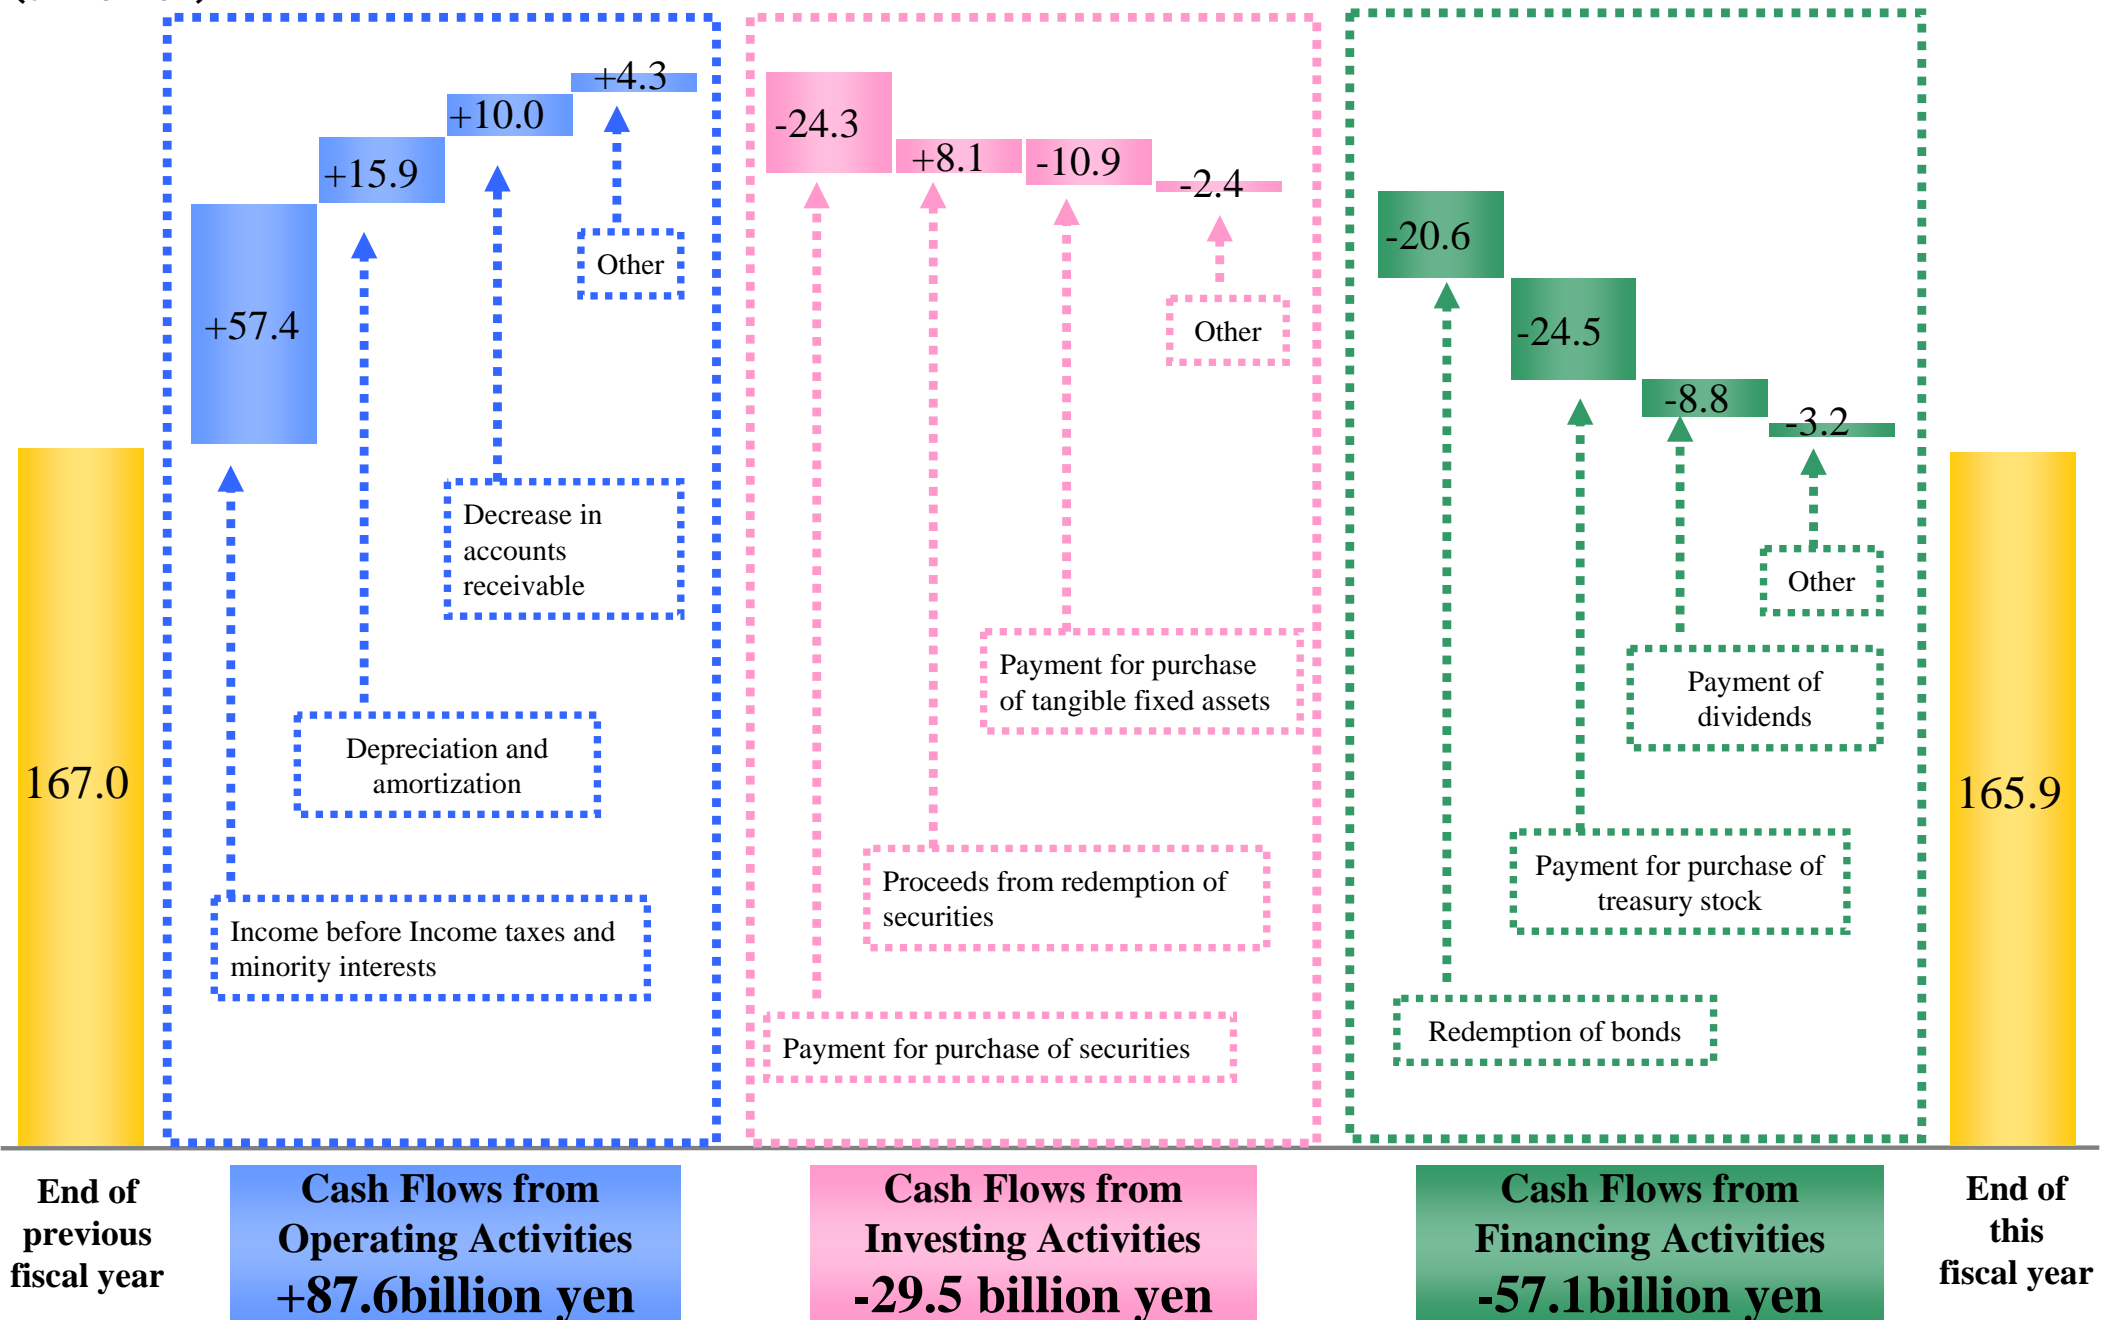 +4.3
+10.0
+15.9
+57.4
Other
Decrease in
accounts
receivable
Depreciation and
amortization
Income before Income taxes and
minority interests
167.0
-24.3
+8.1
-10.9
-2.4
Other
Payment for purchase
of tangible fixed assets
Proceeds from redemption of
securities
Payment for purchase of securities
-20.6
-24.5
-8.8
-3.2
Other
Payment of
dividends
Payment for purchase of
treasury stock
Redemption of bonds
165.9
End of
previous
fiscal year
Cash Flows from
Operating Activities
+87.6billion yen
Cash Flows from
Investing Activities
-29.5 billion yen
Cash Flows from
Financing Activities
-57.1billion yen
End of
this
fiscal year